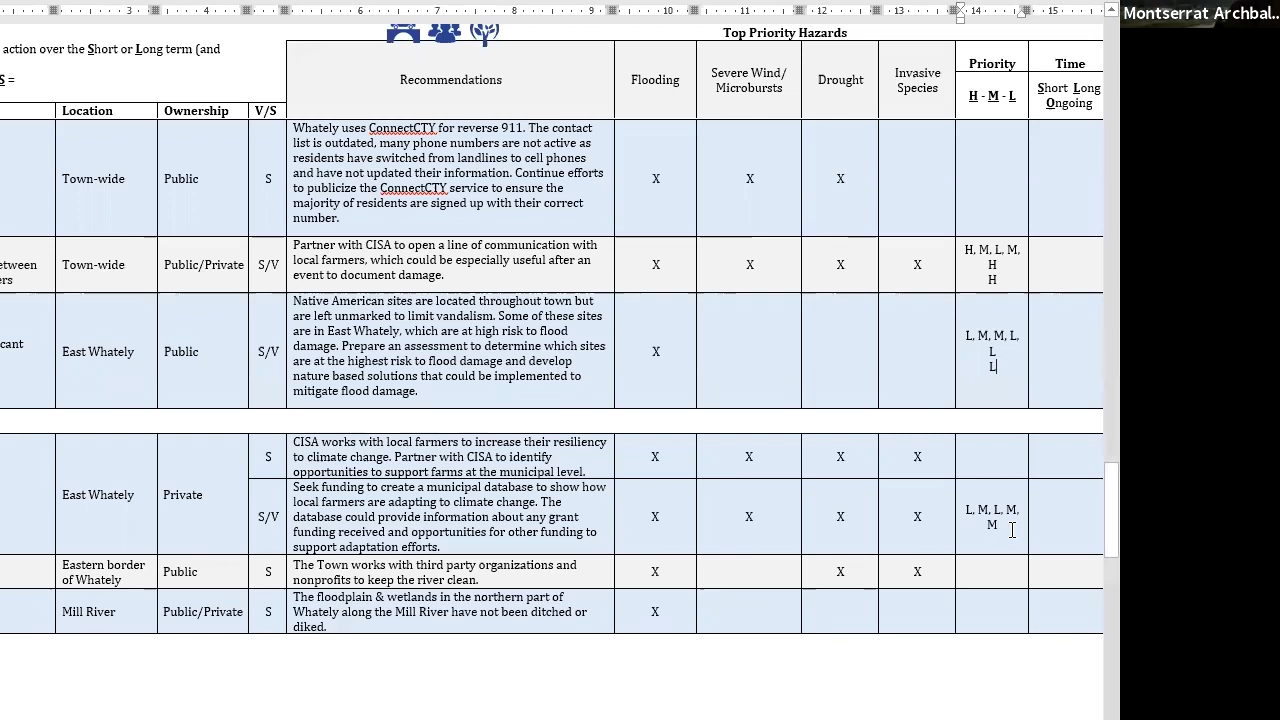 3 4 5 6 7 8 9 10 11 12 13 14 15
Montserrat Archbal..
action over the Short or Long term (and
S =
Top Priority Hazards
Recommendations
Flooding
Severe Wind/
Microbursts
Drought
Invasive
Species
Priority
H - M - L
Time
Short Long
Ongoing
Location
Ownership
V/S
Town-wide
Public
S
Whately uses ConnectCTY for reverse 911. The contact
list is outdated, many phone numbers are not active as
residents have switched from landlines to cell phones
and have not updated their information. Continue efforts
to publicize the ConnectCTY service to ensure the
majority of residents are signed up with their correct
number.
X
X
X
etween
ers
Town-wide
Public/Private
S/V
Partner with CISA to open a line of communication with
local farmers, which could be especially useful after an
event to document damage.
X
X
X
X
H, M, L, M,
H
H
cant
East Whately
Public
S/V
Native American sites are located throughout town but
are left unmarked to limit vandalism. Some of these sites
are in East Whately, which are at high risk to flood
damage. Prepare an assessment to determine which sites
are at the highest risk to flood damage and develop
nature based solutions that could be implemented to
mitigate flood damage.
X
L, M, M, L,
L
L
East Whately
Private
S
CISA works with local farmers to increase their resiliency
to climate change. Partner with CISA to identify
opportunities to support farms at the municipal level.
X
X
X
X
S/V
Seek funding to create a municipal database to show how
local farmers are adapting to climate change. The
database could provide information about any grant
funding received and opportunities for other funding to
support adaptation efforts.
X
X
X
X
L, M, L, M,
M
Eastern border
of Whately
Public
S
The Town works with third party organizations and
nonprofits to keep the river clean.
X
X
X
Mill River
Public/Private
S
The floodplain & wetlands in the northern part of
Whately along the Mill River have not been ditched or
diked.
X